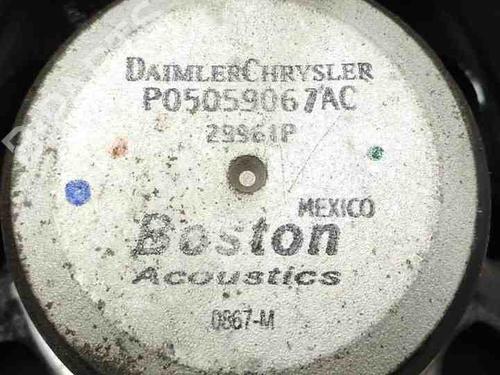 DAIMLERCHRYSLER
P05059067AC
29961P
MEXICO
Boston
Acoustics
0867-M